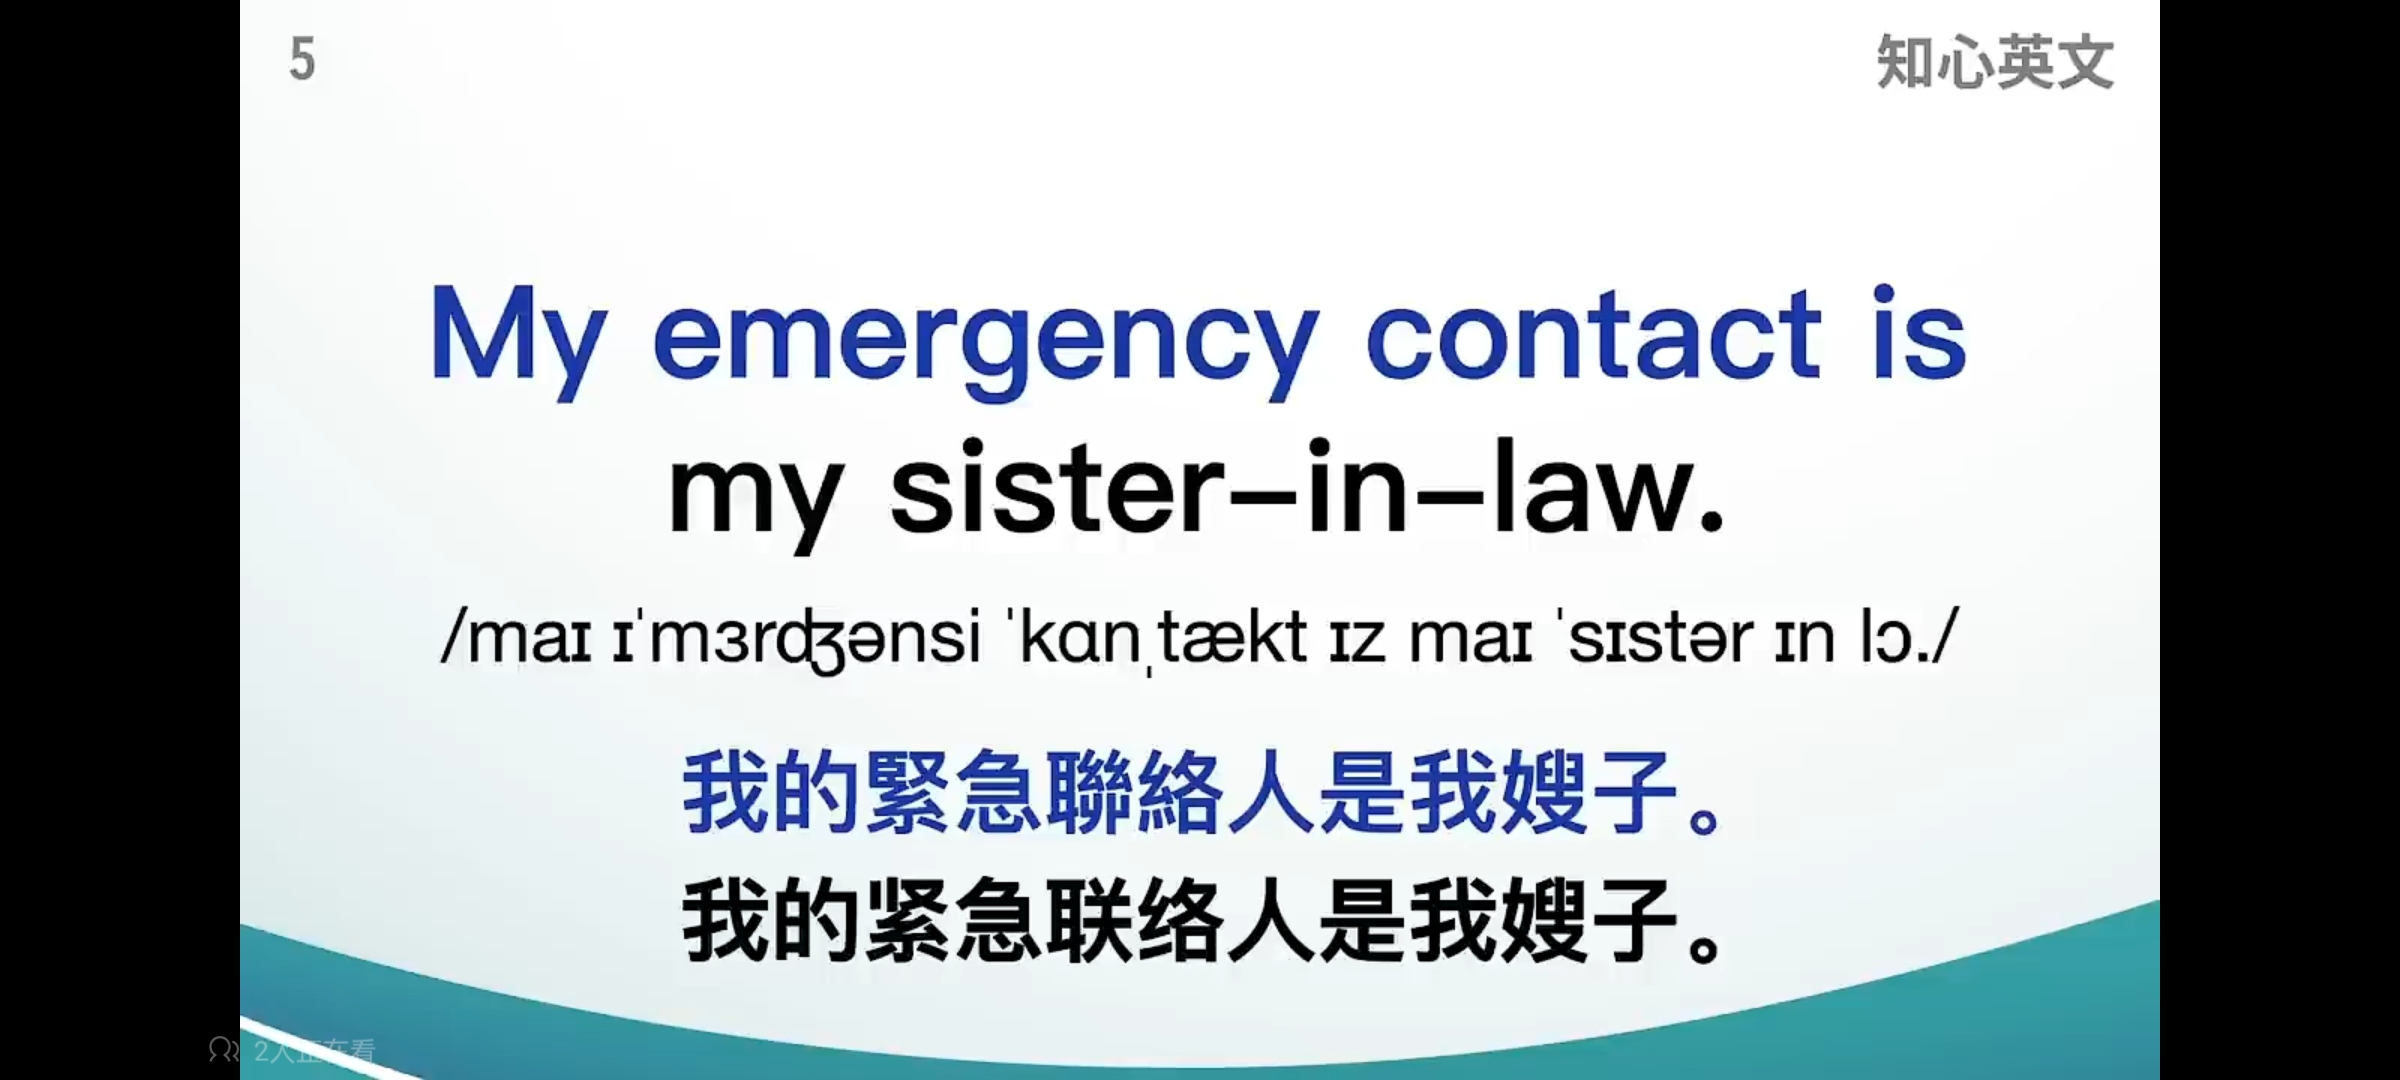 5
知心英文
My emergency contact is
my sister-in-law.
/maɪ ɪˈmɜrʤənsi ˈkɑnˌtækt ɪz maɪ ˈsɪstər ɪn lɔ./
我的緊急聯絡人是我嫂子。
我的紧急联络人是我嫂子。
2人正在看